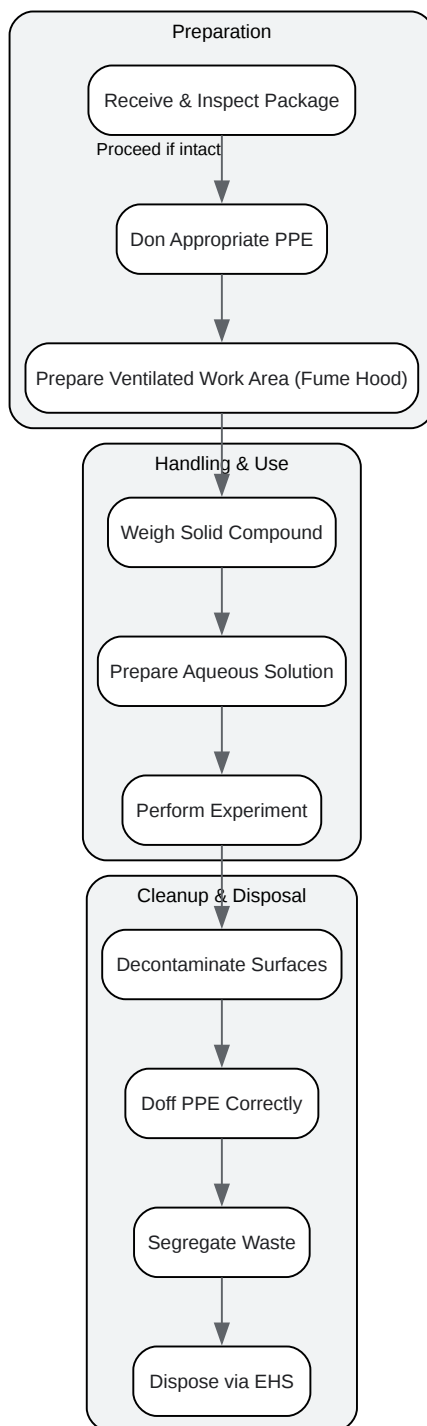 Preparation
Receive & Inspect Package
Proceed if intact
Don Appropriate PPE
Prepare Ventilated Work Area (Fume Hood)
Handling & Use
Weigh Solid Compound
Prepare Aqueous Solution
Perform Experiment
Cleanup & Disposal
Decontaminate Surfaces
Doff PPE Correctly
Segregate Waste
Dispose via EHS